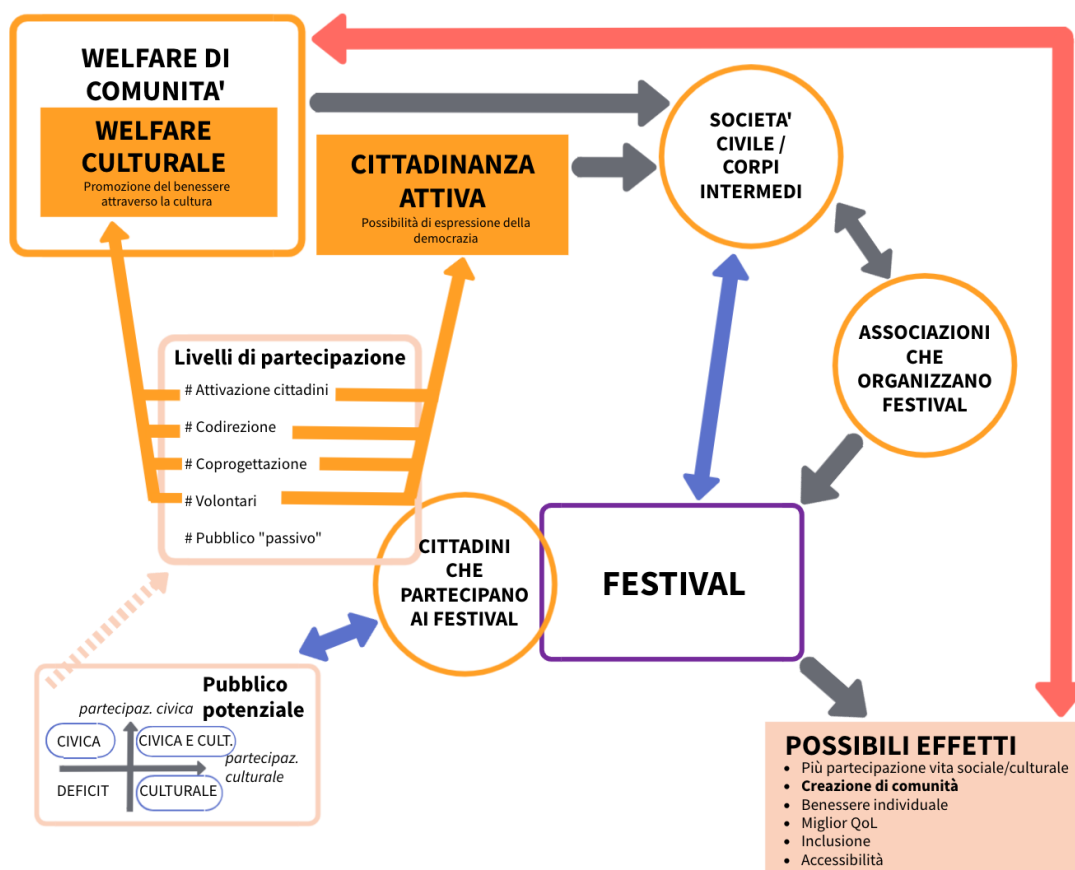 WELFARE DI
COMUNITA'
WELFARE
CULTURALE
Promozione del benessere
attraverso la cultura
CITTADINANZA
ATTIVA
Possibilità di espressione della
democrazia
SOCIETA'
CIVILE /
CORPI
INTERMEDI
ASSOCIAZIONI
CHE
ORGANIZZANO
FESTIVAL
Livelli di partecipazione
# Attivazione cittadini
# Codirezione
# Coprogettazione
# Volontari
# Pubblico "passivo"
CITTADINI
CHE
PARTECIPANO
AI FESTIVAL
FESTIVAL
Pubblico
potenziale
partecipaz. civica
CIVICA
CIVICA E CULT.
partecipaz.
culturale
DEFICIT
CULTURALE
POSSIBILI EFFETTI
• Più partecipazione vita sociale/culturale
• Creazione di comunità
• Benessere individuale
• Miglior QoL
• Inclusione
• Accessibilità